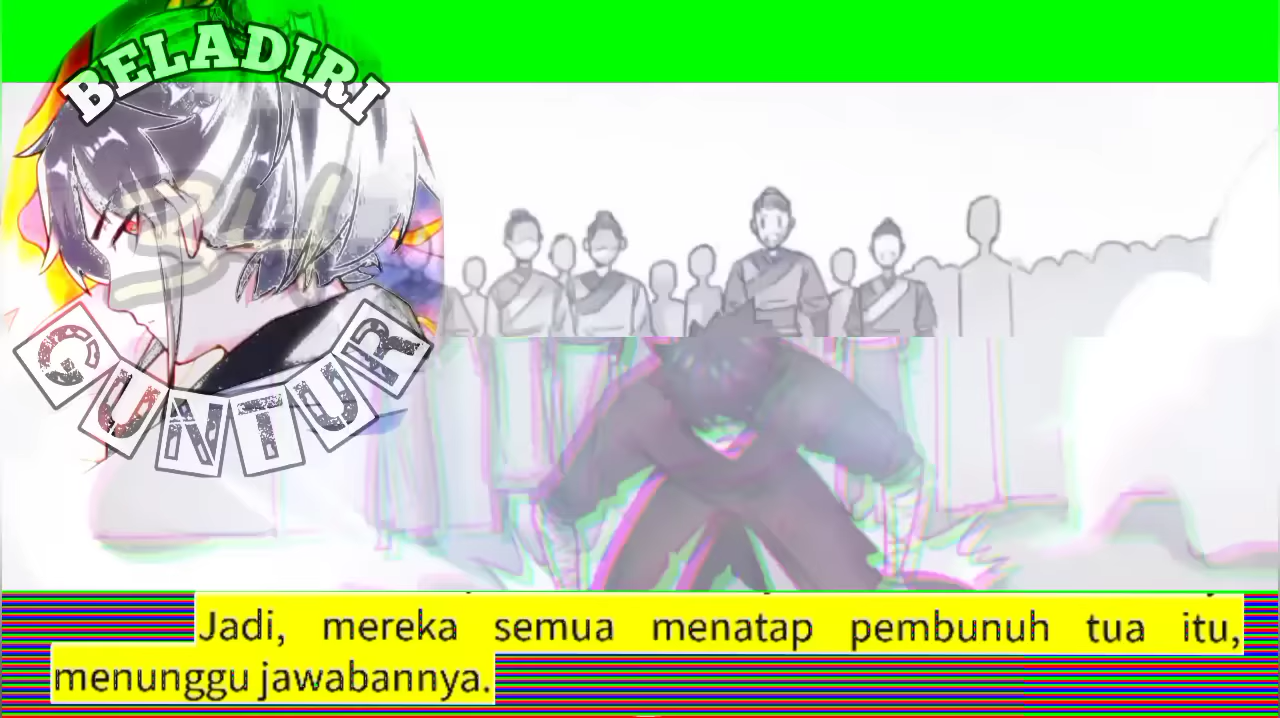 BELADIRI
GUNTUR
Jadi, mereka semua menatap pembunuh tua itu,
menunggu jawabannya.